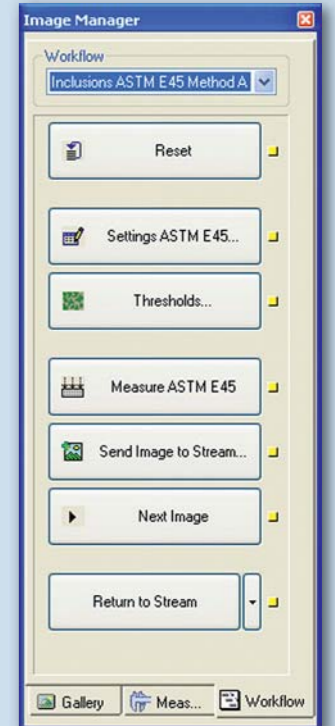 Image Manager
Workflow
Inclusions ASTM E45 Method A
Reset
Settings ASTM E45...
Thresholds...
Measure ASTM E45
Send Image to Stream...
Next Image
Return to Stream
Gallery Meas... Workflow